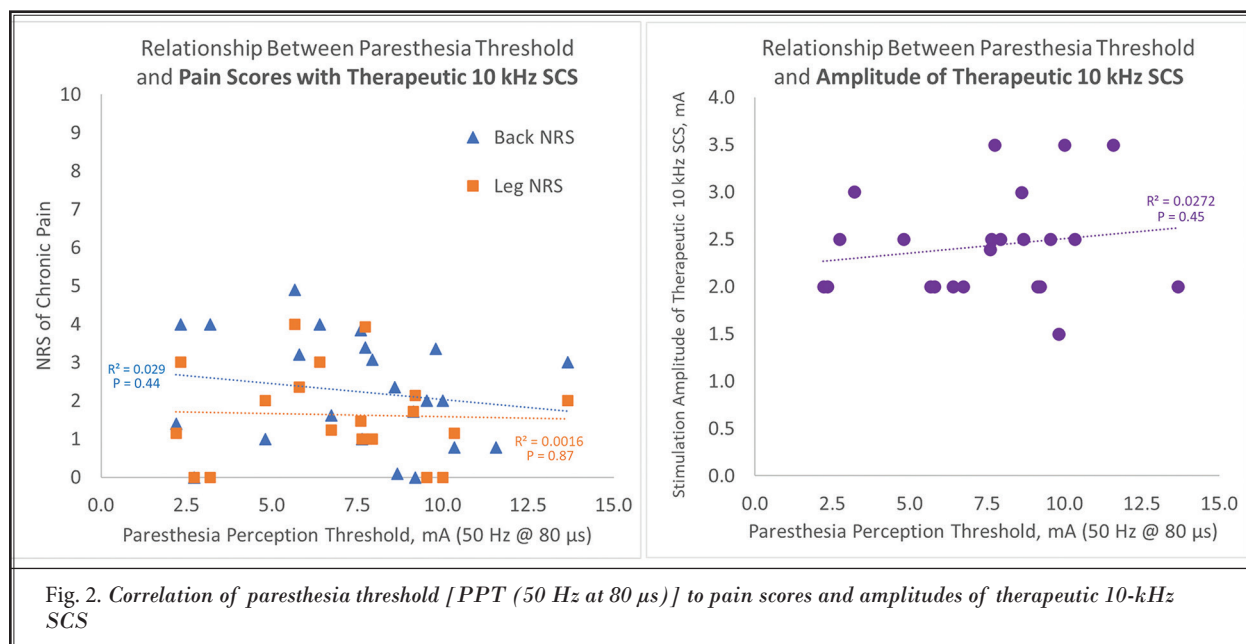 Relationship Between Paresthesia Threshold
and Pain Scores with Therapeutic 10 kHz SCS
10
9
8
7
6
5
4
3
2
1
0
NRS of Chronic Pain
Back NRS
Leg NRS
R² = 0.029
P = 0.44
R² = 0.0016
P = 0.87
0.0 2.5 5.0 7.5 10.0 12.5 15.0
Paresthesia Perception Threshold, mA (50 Hz @ 80 µs)
Relationship Between Paresthesia Threshold
and Amplitude of Therapeutic 10 kHz SCS
4.0
3.5
3.0
2.5
2.0
1.5
1.0
0.5
0.0
Stimulation Amplitude of Therapeutic 10 kHz SCS, mA
R² = 0.0272
P = 0.45
0.0 2.5 5.0 7.5 10.0 12.5 15.0
Paresthesia Perception Threshold, mA (50 Hz @ 80 µs)
Fig. 2. Correlation of paresthesia threshold [PPT (50 Hz at 80 µs)] to pain scores and amplitudes of therapeutic 10-kHz
SCS